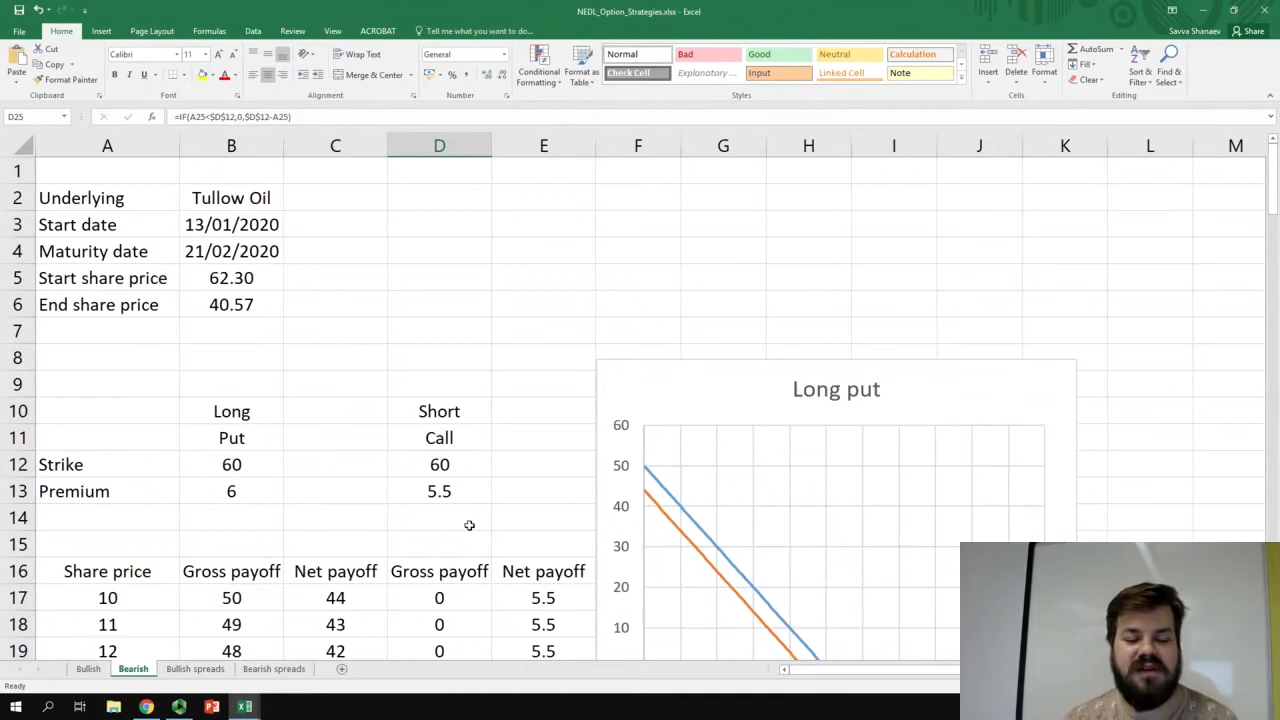 NEDL_Option_Strategies.xlsx - Excel
File Home Insert Page Layout Formulas Data Review View ACROBAT Tell me what you want to do... Savva Shanaev Share
Paste Cut Copy Format Painter
Calibri 11 Wrap Text General
B I U Merge & Center % ,
Conditional Formatting Format as Table
Normal Bad Good Neutral Calculation
Check Cell Explanatory ... Input Linked Cell Note
Insert Delete Format
AutoSum Fill Clear Sort & Filter Find & Select
Clipboard Font Alignment Number Styles Cells Editing
D25 fx =IF(A25<$D$12,0,$D$12-A25)
A B C D E F G H I J K L M
1
2 Underlying Tullow Oil
3 Start date 13/01/2020
4 Maturity date 21/02/2020
5 Start share price 62.30
6 End share price 40.57
7
8
9
10 Long Short
11 Put Call
12 Strike 60 60
13 Premium 6 5.5
14
15
16 Share price Gross payoff Net payoff Gross payoff Net payoff
17 10 50 44 0 5.5
18 11 49 43 0 5.5
19 12 48 42 0 5.5
Long put
60
50
40
30
20
10
Bullish Bearish Bullish spreads Bearish spreads
Ready